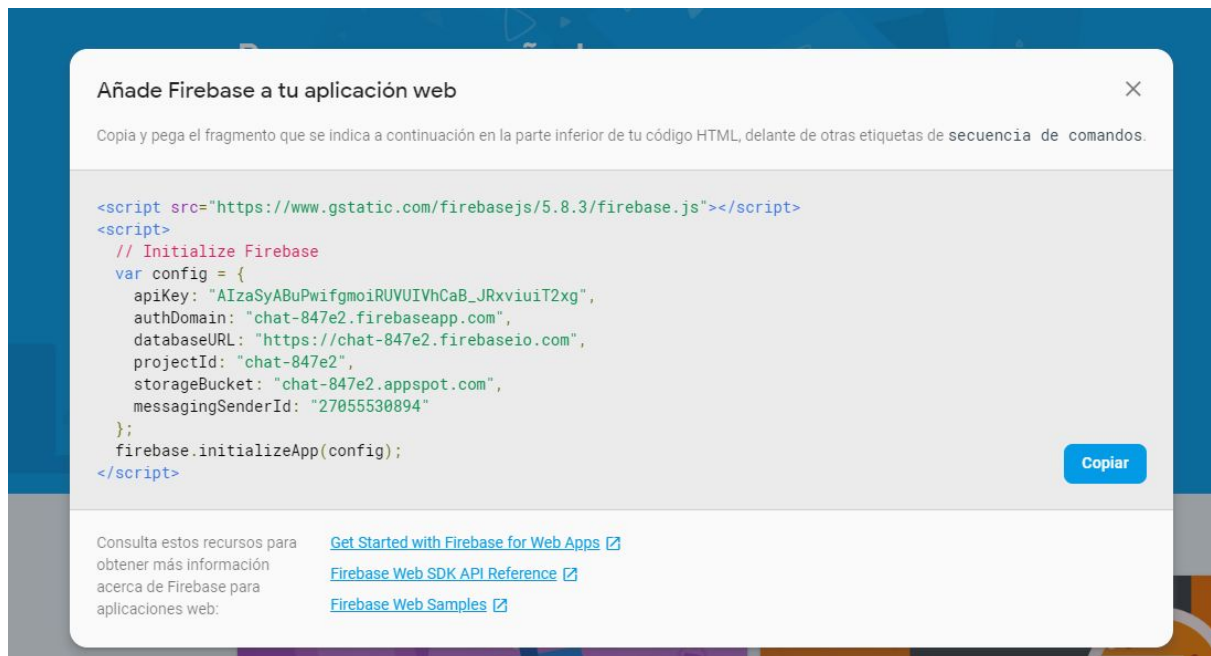 Añade Firebase a tu aplicación web
Copia y pega el fragmento que se indica a continuación en la parte inferior de tu código HTML, delante de otras etiquetas de secuencia de comandos.
<script src="https://www.gstatic.com/firebasejs/5.8.3/firebase.js"></script>
<script>
  // Initialize Firebase
  var config = {
    apiKey: "AIzaSyABuPwifgmoiRUVUIVhCaB_JRxviuiT2xg",
    authDomain: "chat-847e2.firebaseapp.com",
    databaseURL: "https://chat-847e2.firebaseio.com",
    projectId: "chat-847e2",
    storageBucket: "chat-847e2.appspot.com",
    messagingSenderId: "27055530894"
  };
  firebase.initializeApp(config);
</script>
Copiar
Consulta estos recursos para
obtener más información
acerca de Firebase para
aplicaciones web:
Get Started with Firebase for Web Apps
Firebase Web SDK API Reference
Firebase Web Samples